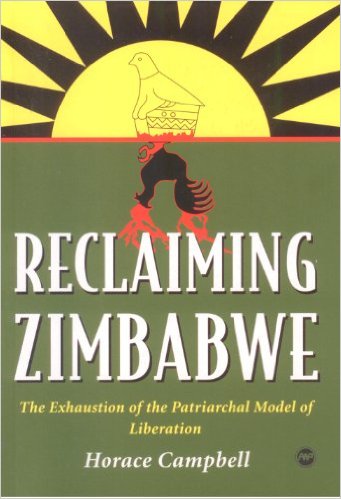 RECLAIMING
ZIMBABWE
The Exhaustion of the Patriarchal Model of
Liberation
Horace Campbell